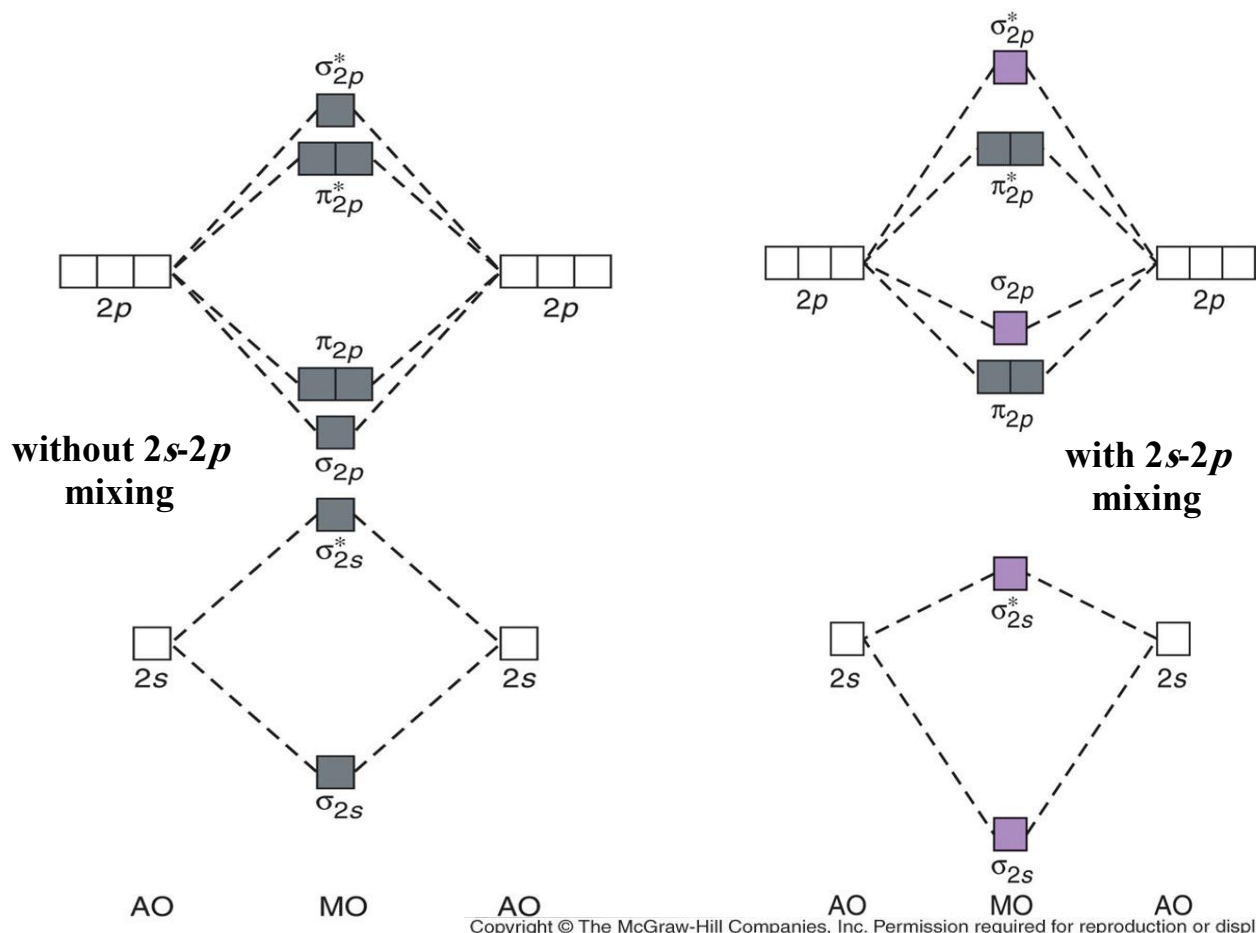 σ*2p
π*2p
2p
2p
π2p
σ2p
without 2s-2p
mixing
σ*2s
2s
2s
σ2s
AO
MO
AO
σ*2p
π*2p
2p
σ2p
2p
π2p
with 2s-2p
mixing
σ*2s
2s
2s
σ2s
AO
MO
AO
Copyright © The McGraw-Hill Companies, Inc. Permission required for reproduction or displ